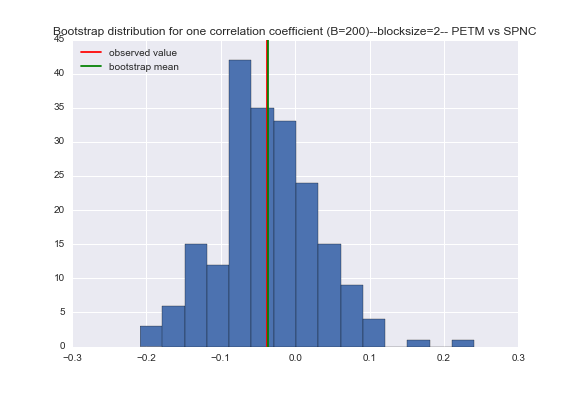 Bootstrap distribution for one correlation coefficient (B=200)--blocksize=2-- PETM vs SPNC
observed value
bootstrap mean
45
40
35
30
25
20
15
10
5
0
−0.3 −0.2 −0.1 0.0 0.1 0.2 0.3